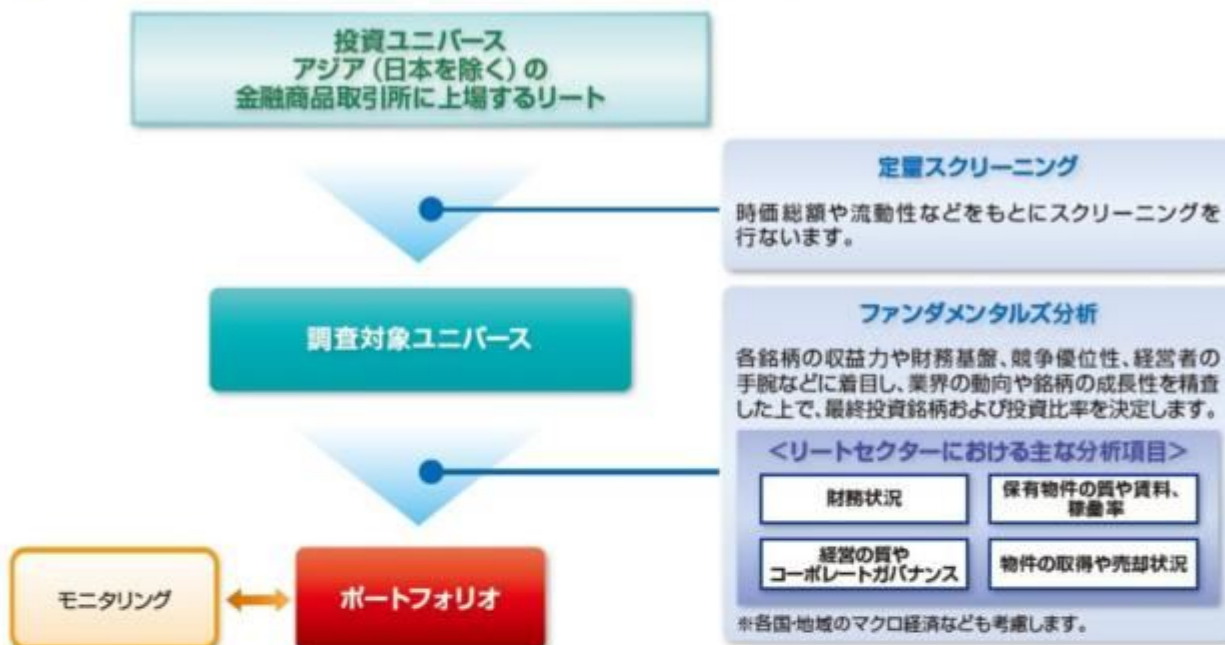 投資ユニバース
アジア(日本を除く)の
金融商品取引所に上場するリート
定量スクリーニング
時価総額や流動性などをもとにスクリーニングを
行ないます。
調査対象ユニバース
ファンダメンタルズ分析
各銘柄の収益力や財務基盤、競争優位性、経営者の
手腕などに着目し、業界の動向や銘柄の成長性を精査
した上で、最終投資銘柄および投資比率を決定します。
<リートセクターにおける主な分析項目>
財務状況
保有物件の質や賃料、
稼働率
経営の質や
コーポレートガバナンス
物件の取得や売却状況
※各国・地域のマクロ経済なども考慮します。
モニタリング
ポートフォリオ